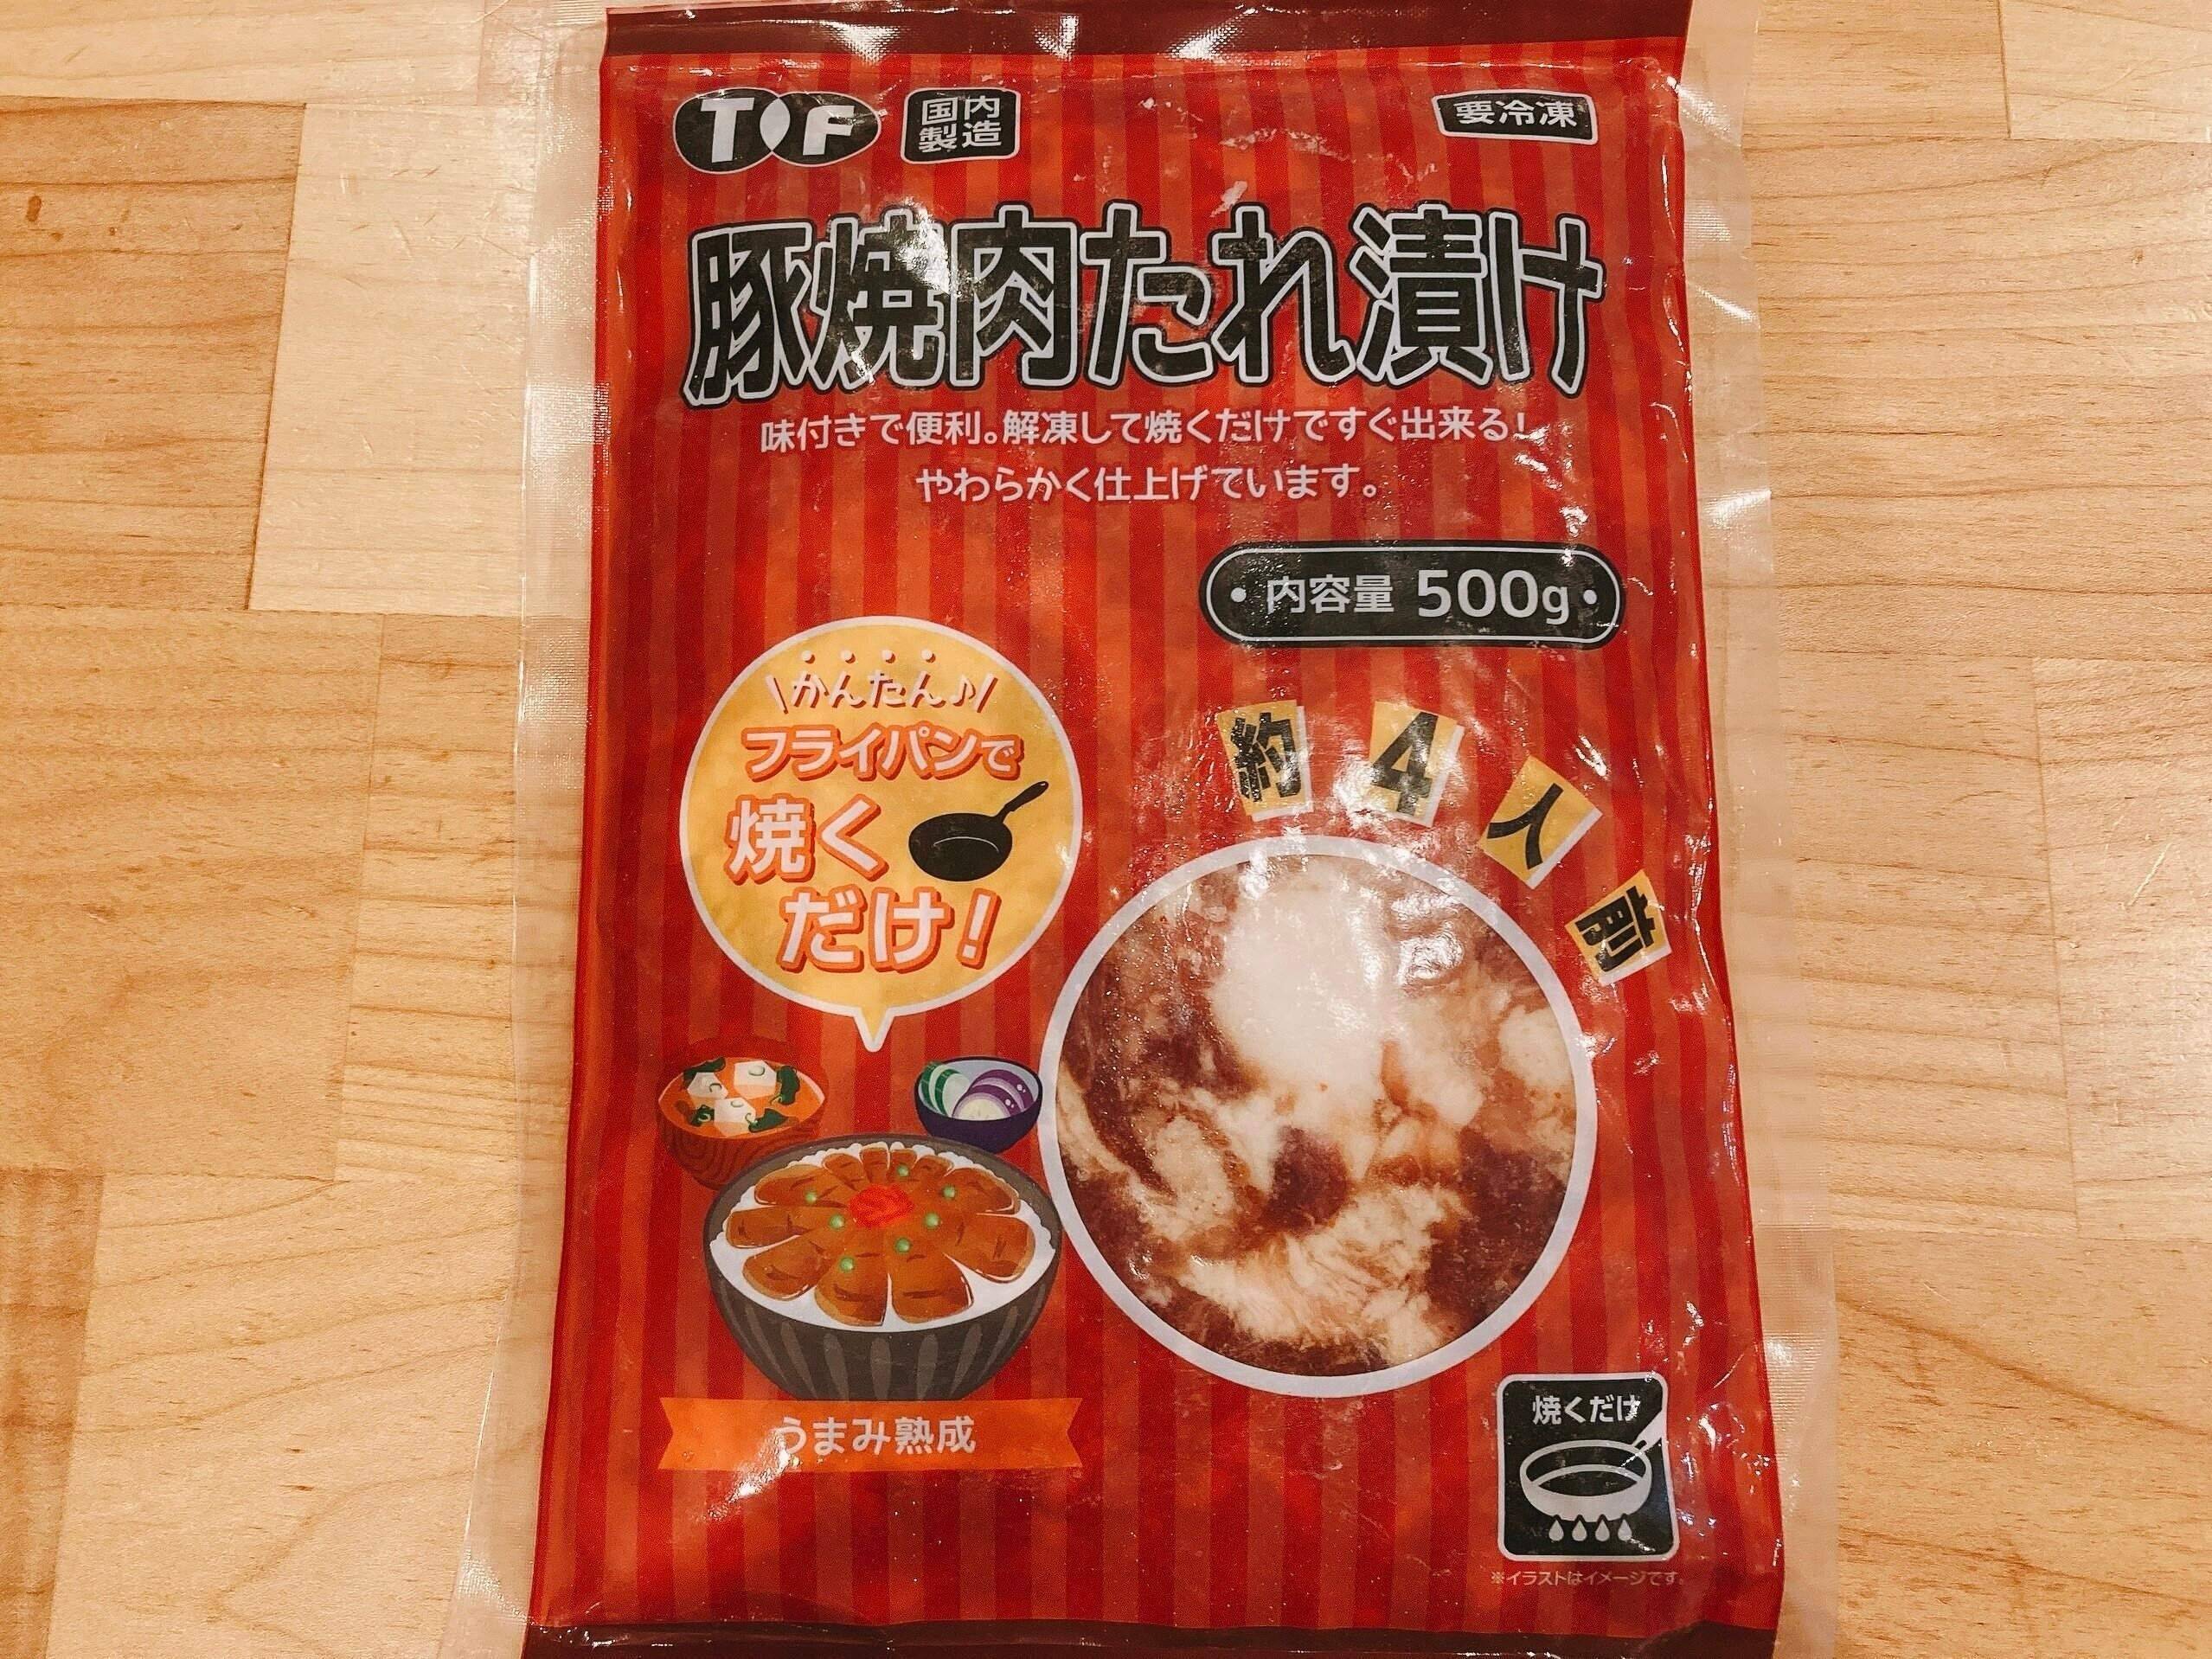 TF
国内
製造
要冷凍
豚焼肉たれ漬け
味付きで便利。解凍して焼くだけですぐ出来る!
やわらかく仕上げています。
・内容量 500g・
\かんたん♪/
フライパンで
焼く
だけ!
約4人前
うまみ熟成
焼くだけ
※イラストはイメージです。